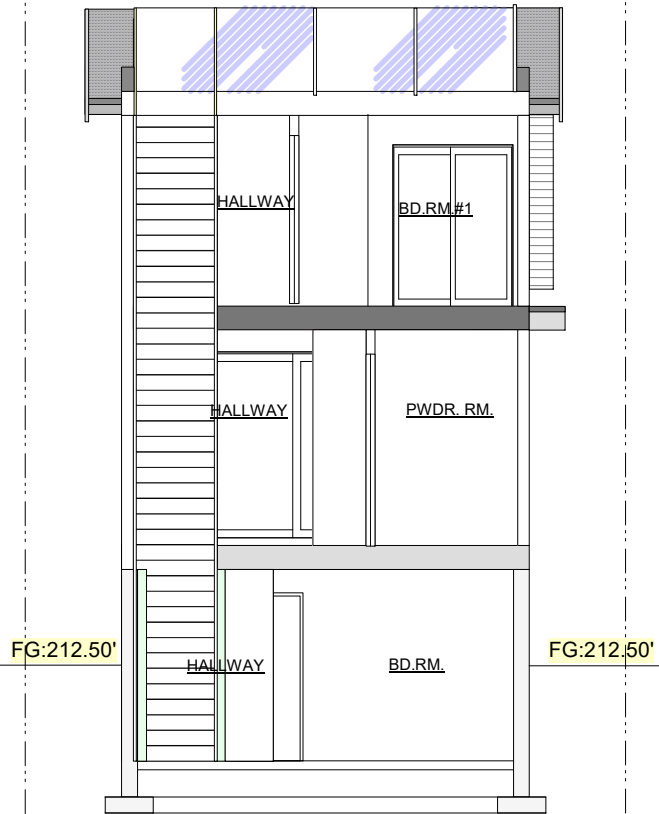 HALLWAY
BD.RM.#1
HALLWAY
PWDR. RM.
FG:212.50'
HALLWAY
BD.RM.
FG:212.50'